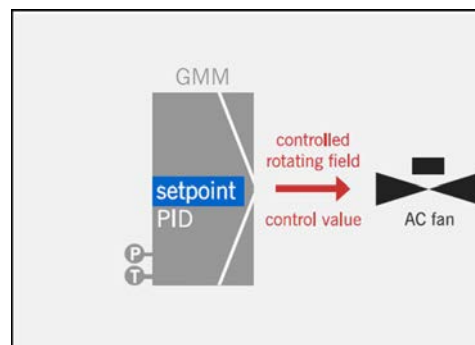 GMM
controlled
rotating field
setpoint
PID
control value
AC fan
P
T